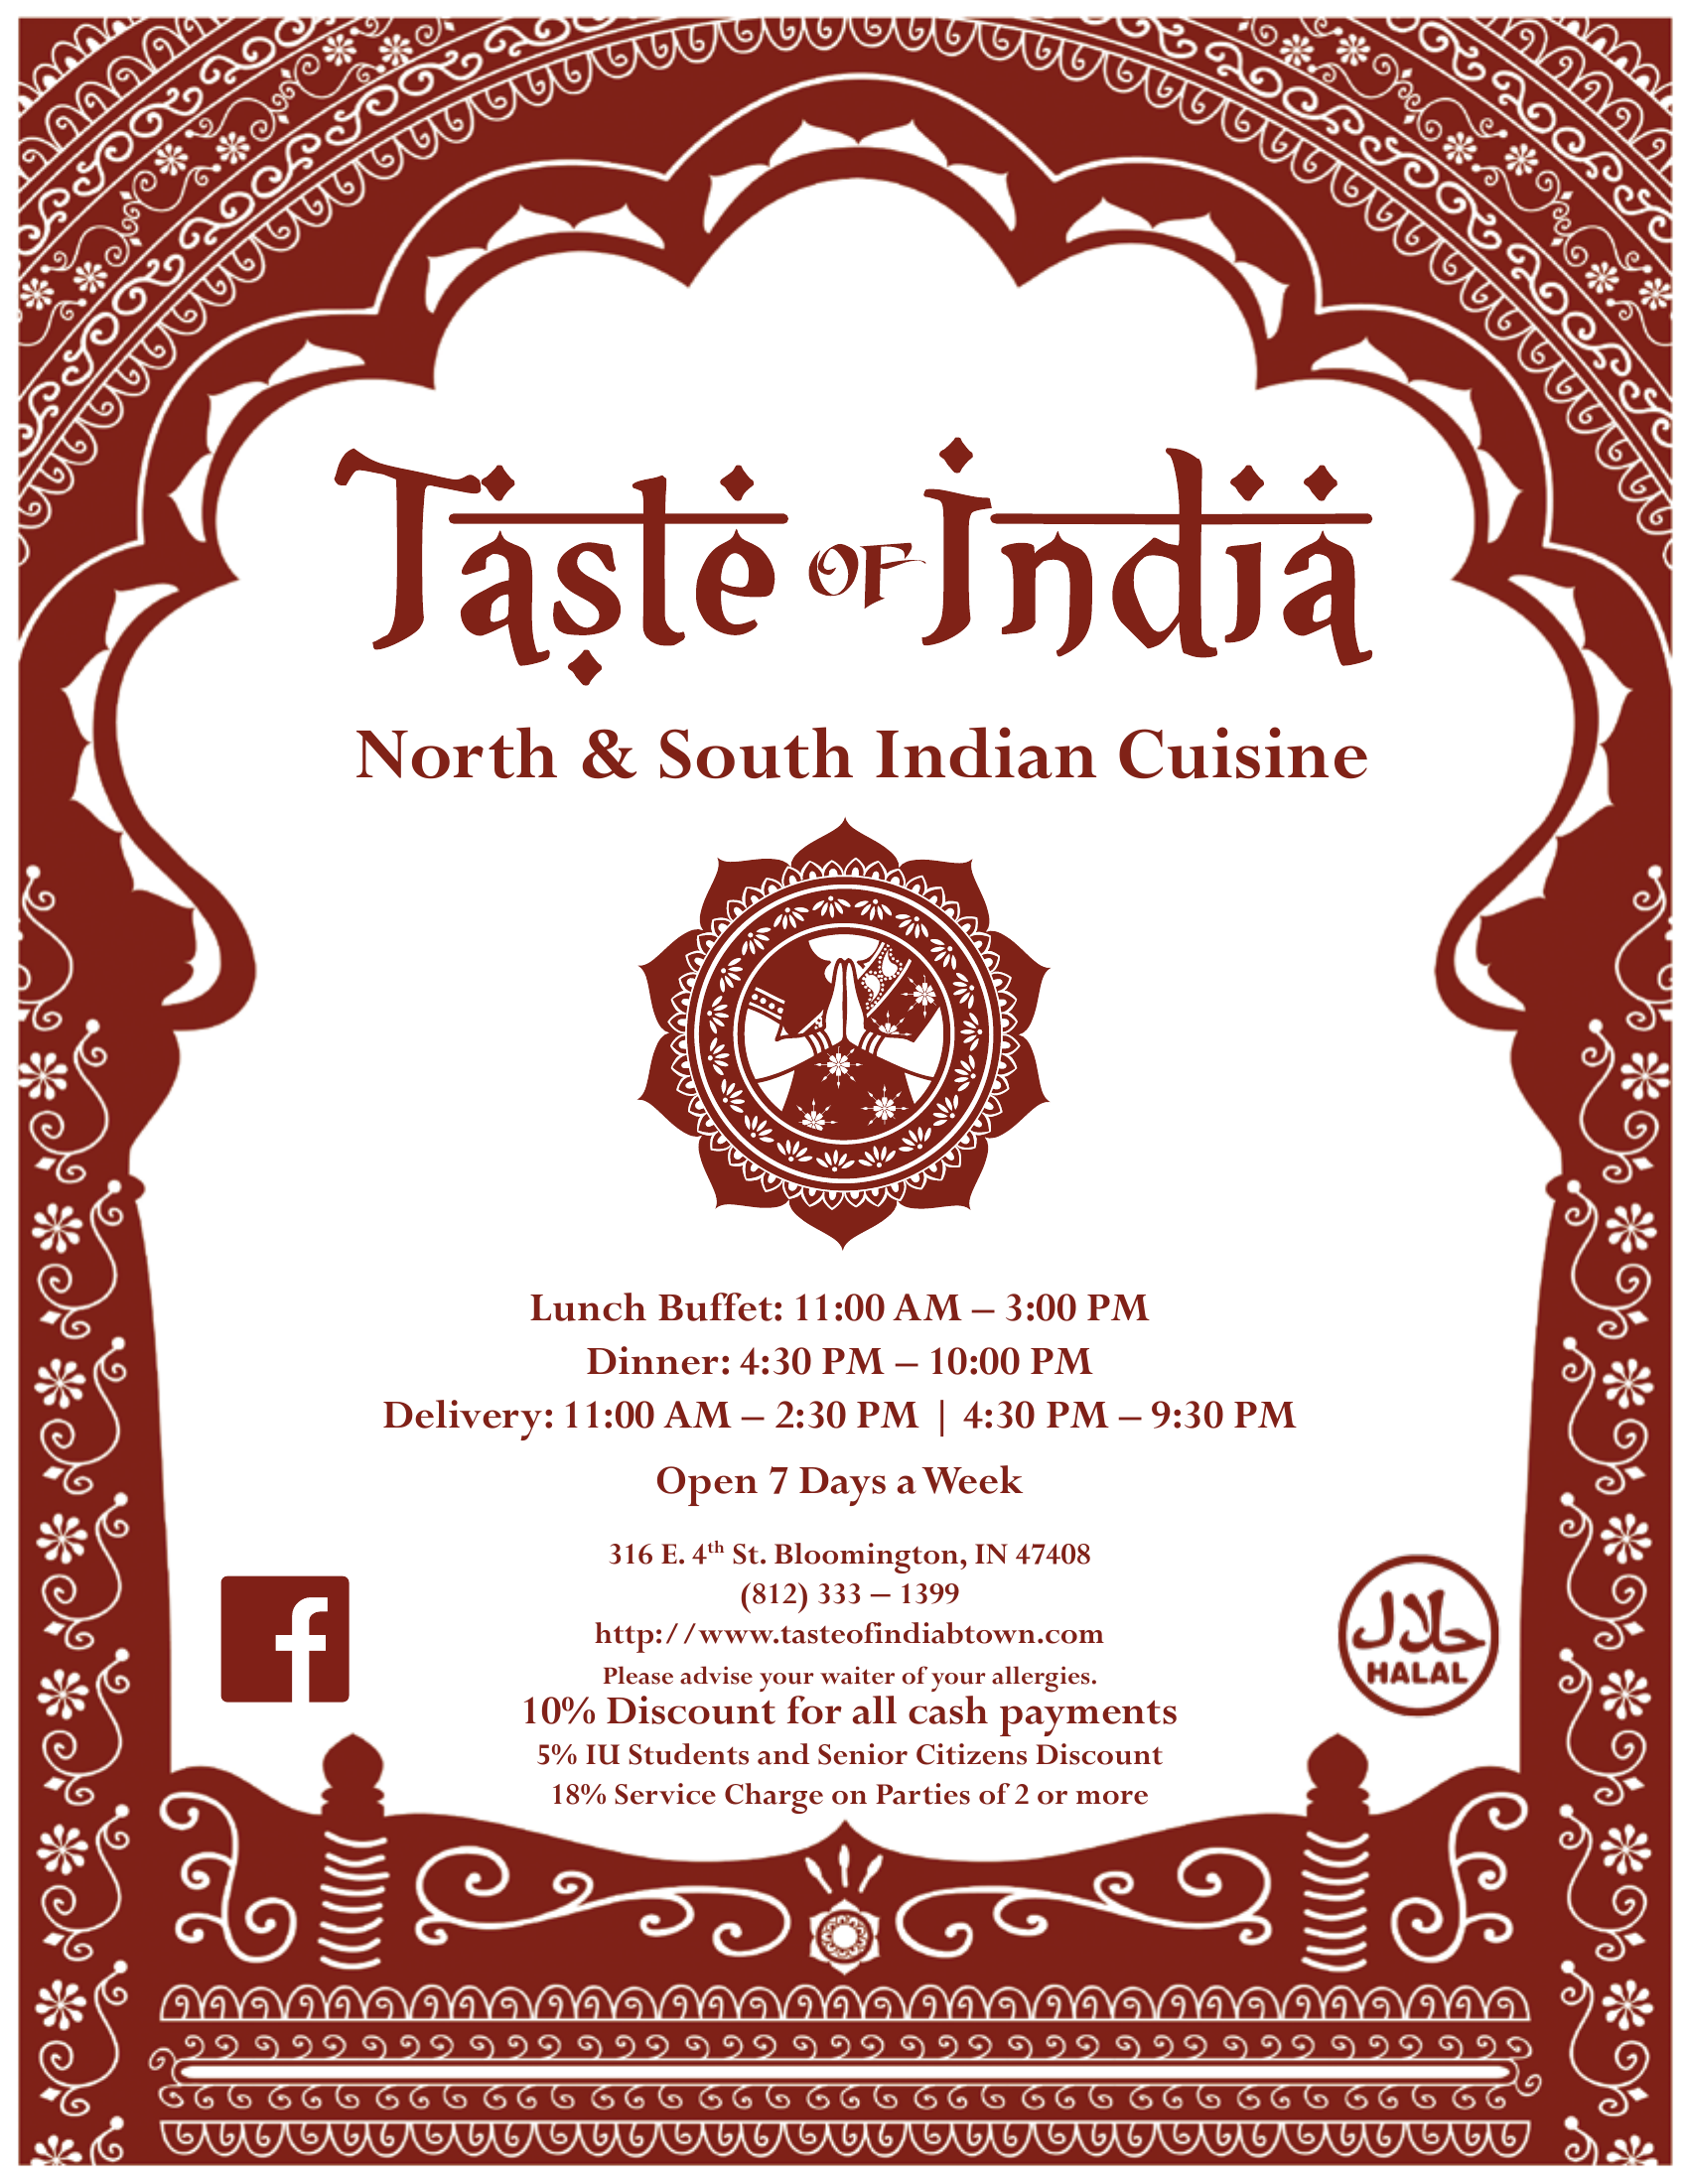 Taste of India
North & South Indian Cuisine
Lunch Buffet: 11:00 AM – 3:00 PM
Dinner: 4:30 PM – 10:00 PM
Delivery: 11:00 AM – 2:30 PM | 4:30 PM – 9:30 PM
Open 7 Days a Week
316 E. 4th St. Bloomington, IN 47408
(812) 333 – 1399
http://www.tasteofindiabtown.com
Please advise your waiter of your allergies.
10% Discount for all cash payments
5% IU Students and Senior Citizens Discount
18% Service Charge on Parties of 2 or more
f
حلال
HALAL